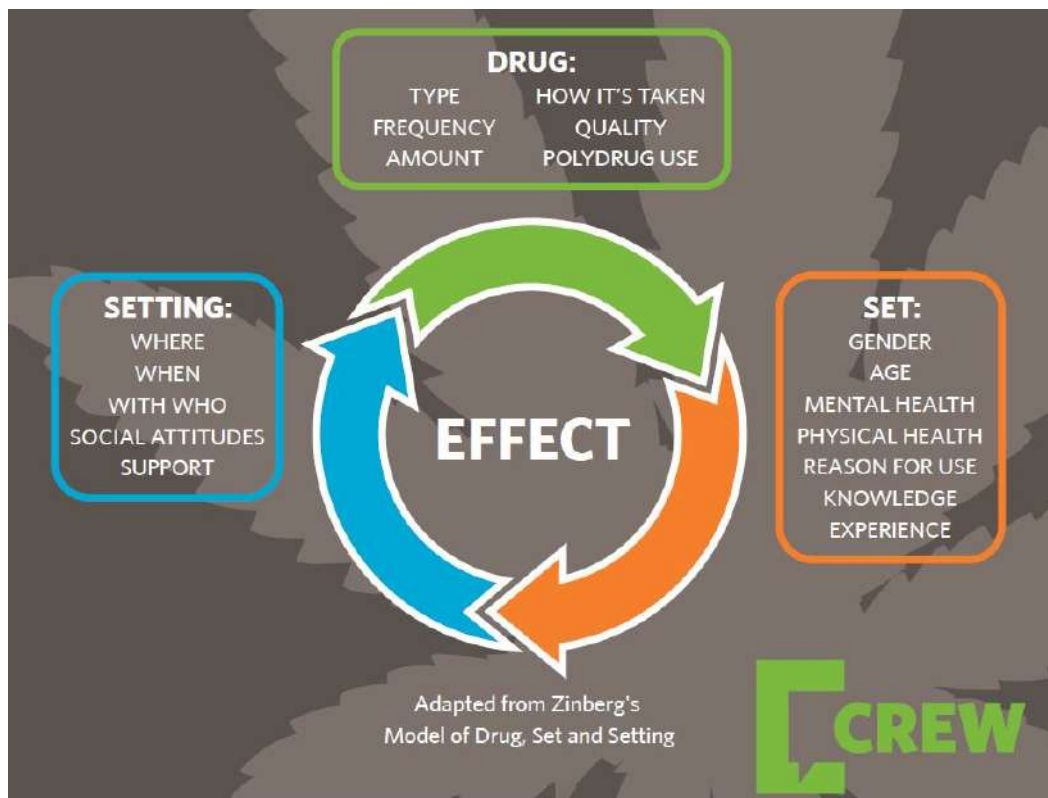 DRUG:
TYPE
FREQUENCY
AMOUNT
HOW IT'S TAKEN
QUALITY
POLYDRUG USE
SETTING:
WHERE
WHEN
WITH WHO
SOCIAL ATTITUDES
SUPPORT
EFFECT
SET:
GENDER
AGE
MENTAL HEALTH
PHYSICAL HEALTH
REASON FOR USE
KNOWLEDGE
EXPERIENCE
Adapted from Zinberg's
Model of Drug, Set and Setting
CREW